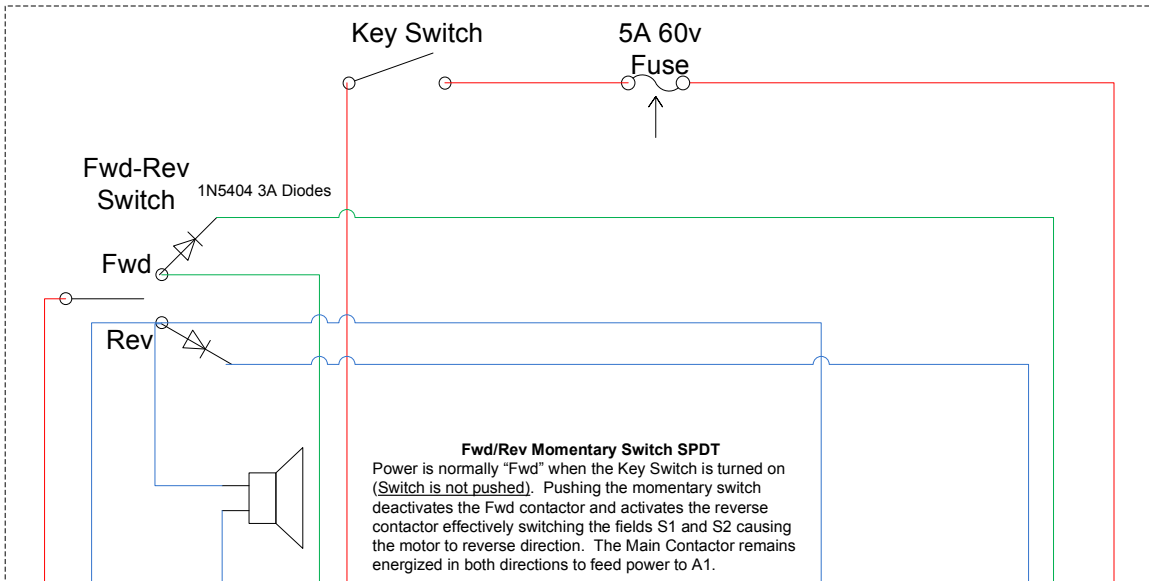 Key Switch
5A 60v
Fuse
Fwd-Rev
Switch
1N5404 3A Diodes
Fwd
Rev
Fwd/Rev Momentary Switch SPDT
Power is normally “Fwd” when the Key Switch is turned on
(Switch is not pushed).  Pushing the momentary switch
deactivates the Fwd contactor and activates the reverse
contactor effectively switching the fields S1 and S2 causing
the motor to reverse direction.  The Main Contactor remains
energized in both directions to feed power to A1.